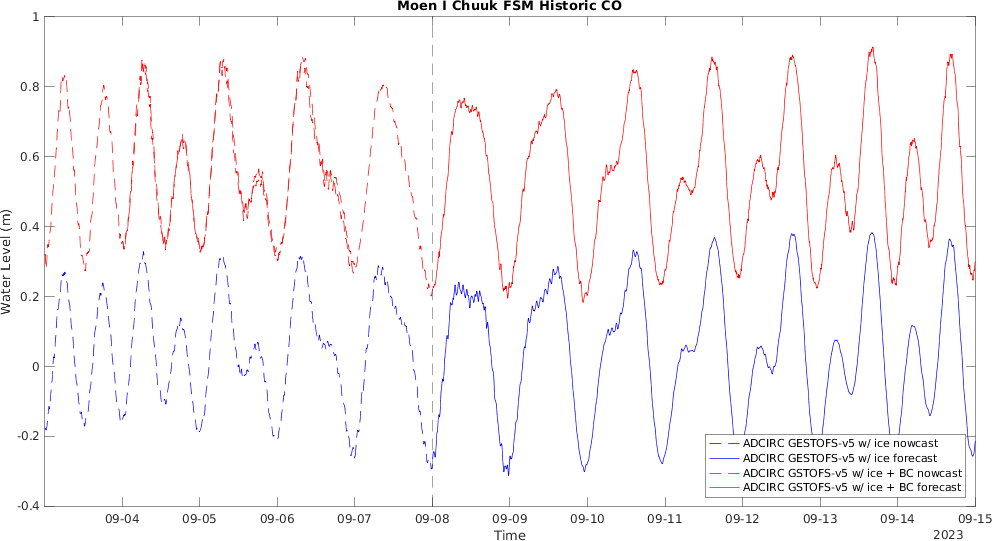 Moen I Chuuk FSM Historic CO
Water Level (m)
1
0.8
0.6
0.4
0.2
0
-0.2
-0.4
ADCIRC GESTOFS-v5 w/ ice nowcast
ADCIRC GESTOFS-v5 w/ ice forecast
ADCIRC GSTOFS-v5 w/ ice + BC nowcast
ADCIRC GSTOFS-v5 w/ ice + BC forecast
09-04 09-05 09-06 09-07 09-08 09-09 09-10 09-11 09-12 09-13 09-14 09-15
Time
2023